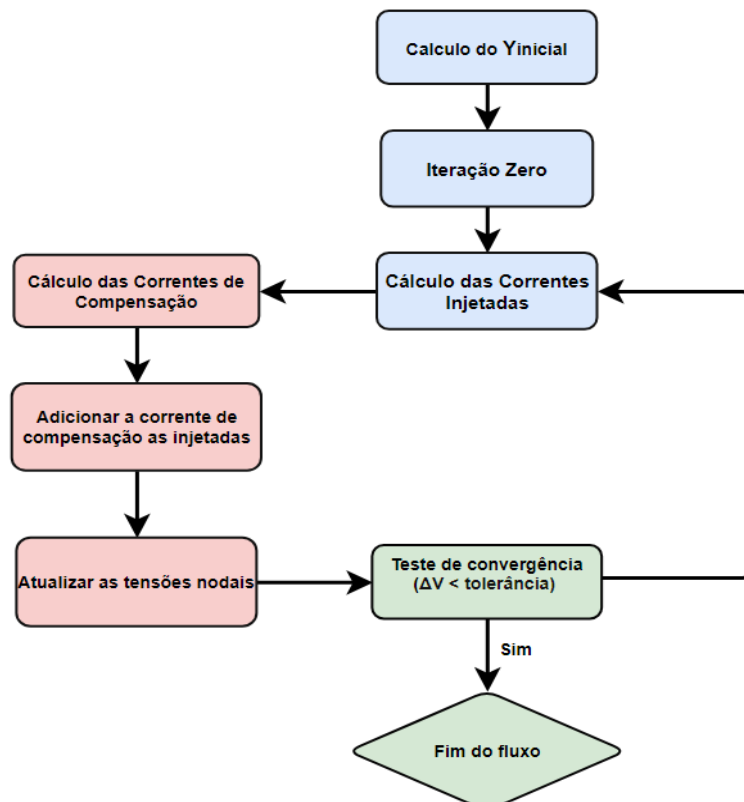 Calculo do Yinicial
Iteração Zero
Cálculo das Correntes
Injetadas
Cálculo das Correntes de
Compensação
Adicionar a corrente de
compensação as injetadas
Atualizar as tensões nodais
Teste de convergência
(ΔV < tolerância)
Sim
Fim do fluxo